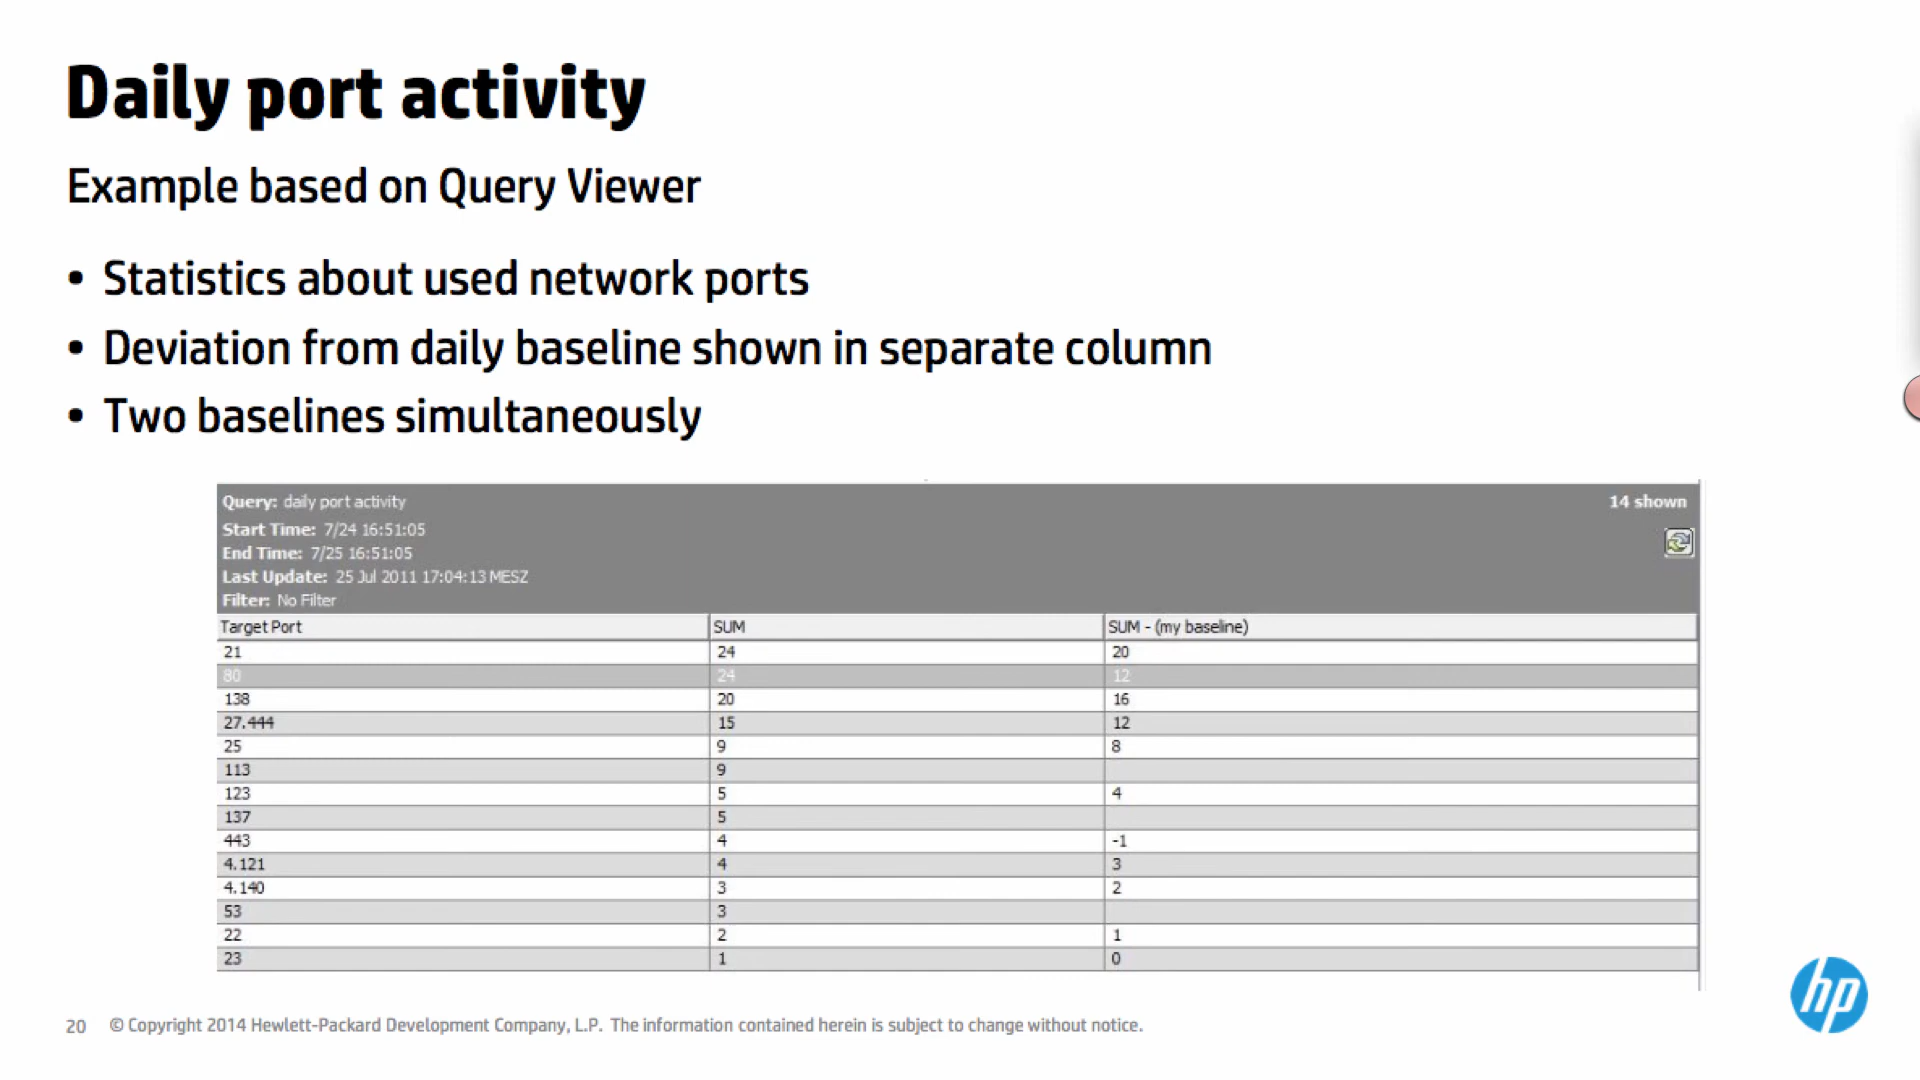 Daily port activity
Example based on Query Viewer
• Statistics about used network ports
• Deviation from daily baseline shown in separate column
• Two baselines simultaneously
Query: daily port activity 14 shown
Start Time: 7/24 16:51:05
End Time: 7/25 16:51:05
Last Update: 25 Jul 2011 17:04:13 MESZ
Filter: No Filter
Target Port SUM SUM - (my baseline)
21 24 20
80 24 12
138 20 16
27.444 15 12
25 9 8
113 9
123 5 4
137 5
443 4 -1
4.121 4 3
4.140 3 2
53 3
22 2 1
23 1 0
hp
20 © Copyright 2014 Hewlett-Packard Development Company, L.P. The information contained herein is subject to change without notice.